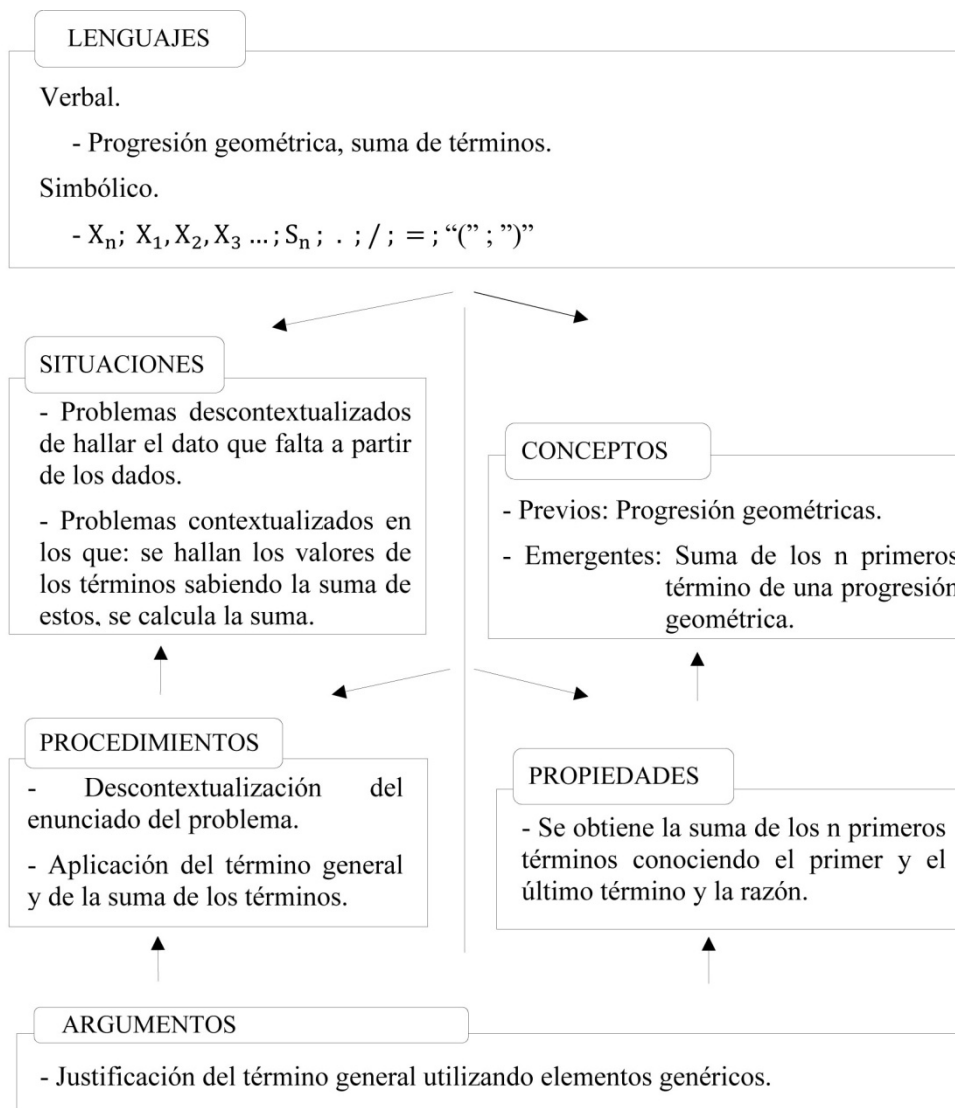 LENGUAJES
Verbal.
- Progresión geométrica, suma de términos.
Simbólico.
- Xₙ; X₁, X₂, X₃ …; Sₙ ; . ; / ; = ; “(” ; ”)”
SITUACIONES
- Problemas descontextualizados
de hallar el dato que falta a partir
de los dados.
- Problemas contextualizados en
los que: se hallan los valores de
los términos sabiendo la suma de
estos, se calcula la suma.
CONCEPTOS
- Previos: Progresión geométricas.
- Emergentes: Suma de los n primeros
término de una progresión
geométrica.
PROCEDIMIENTOS
- Descontextualización del
enunciado del problema.
- Aplicación del término general
y de la suma de los términos.
PROPIEDADES
- Se obtiene la suma de los n primeros
términos conociendo el primer y el
último término y la razón.
ARGUMENTOS
- Justificación del término general utilizando elementos genéricos.